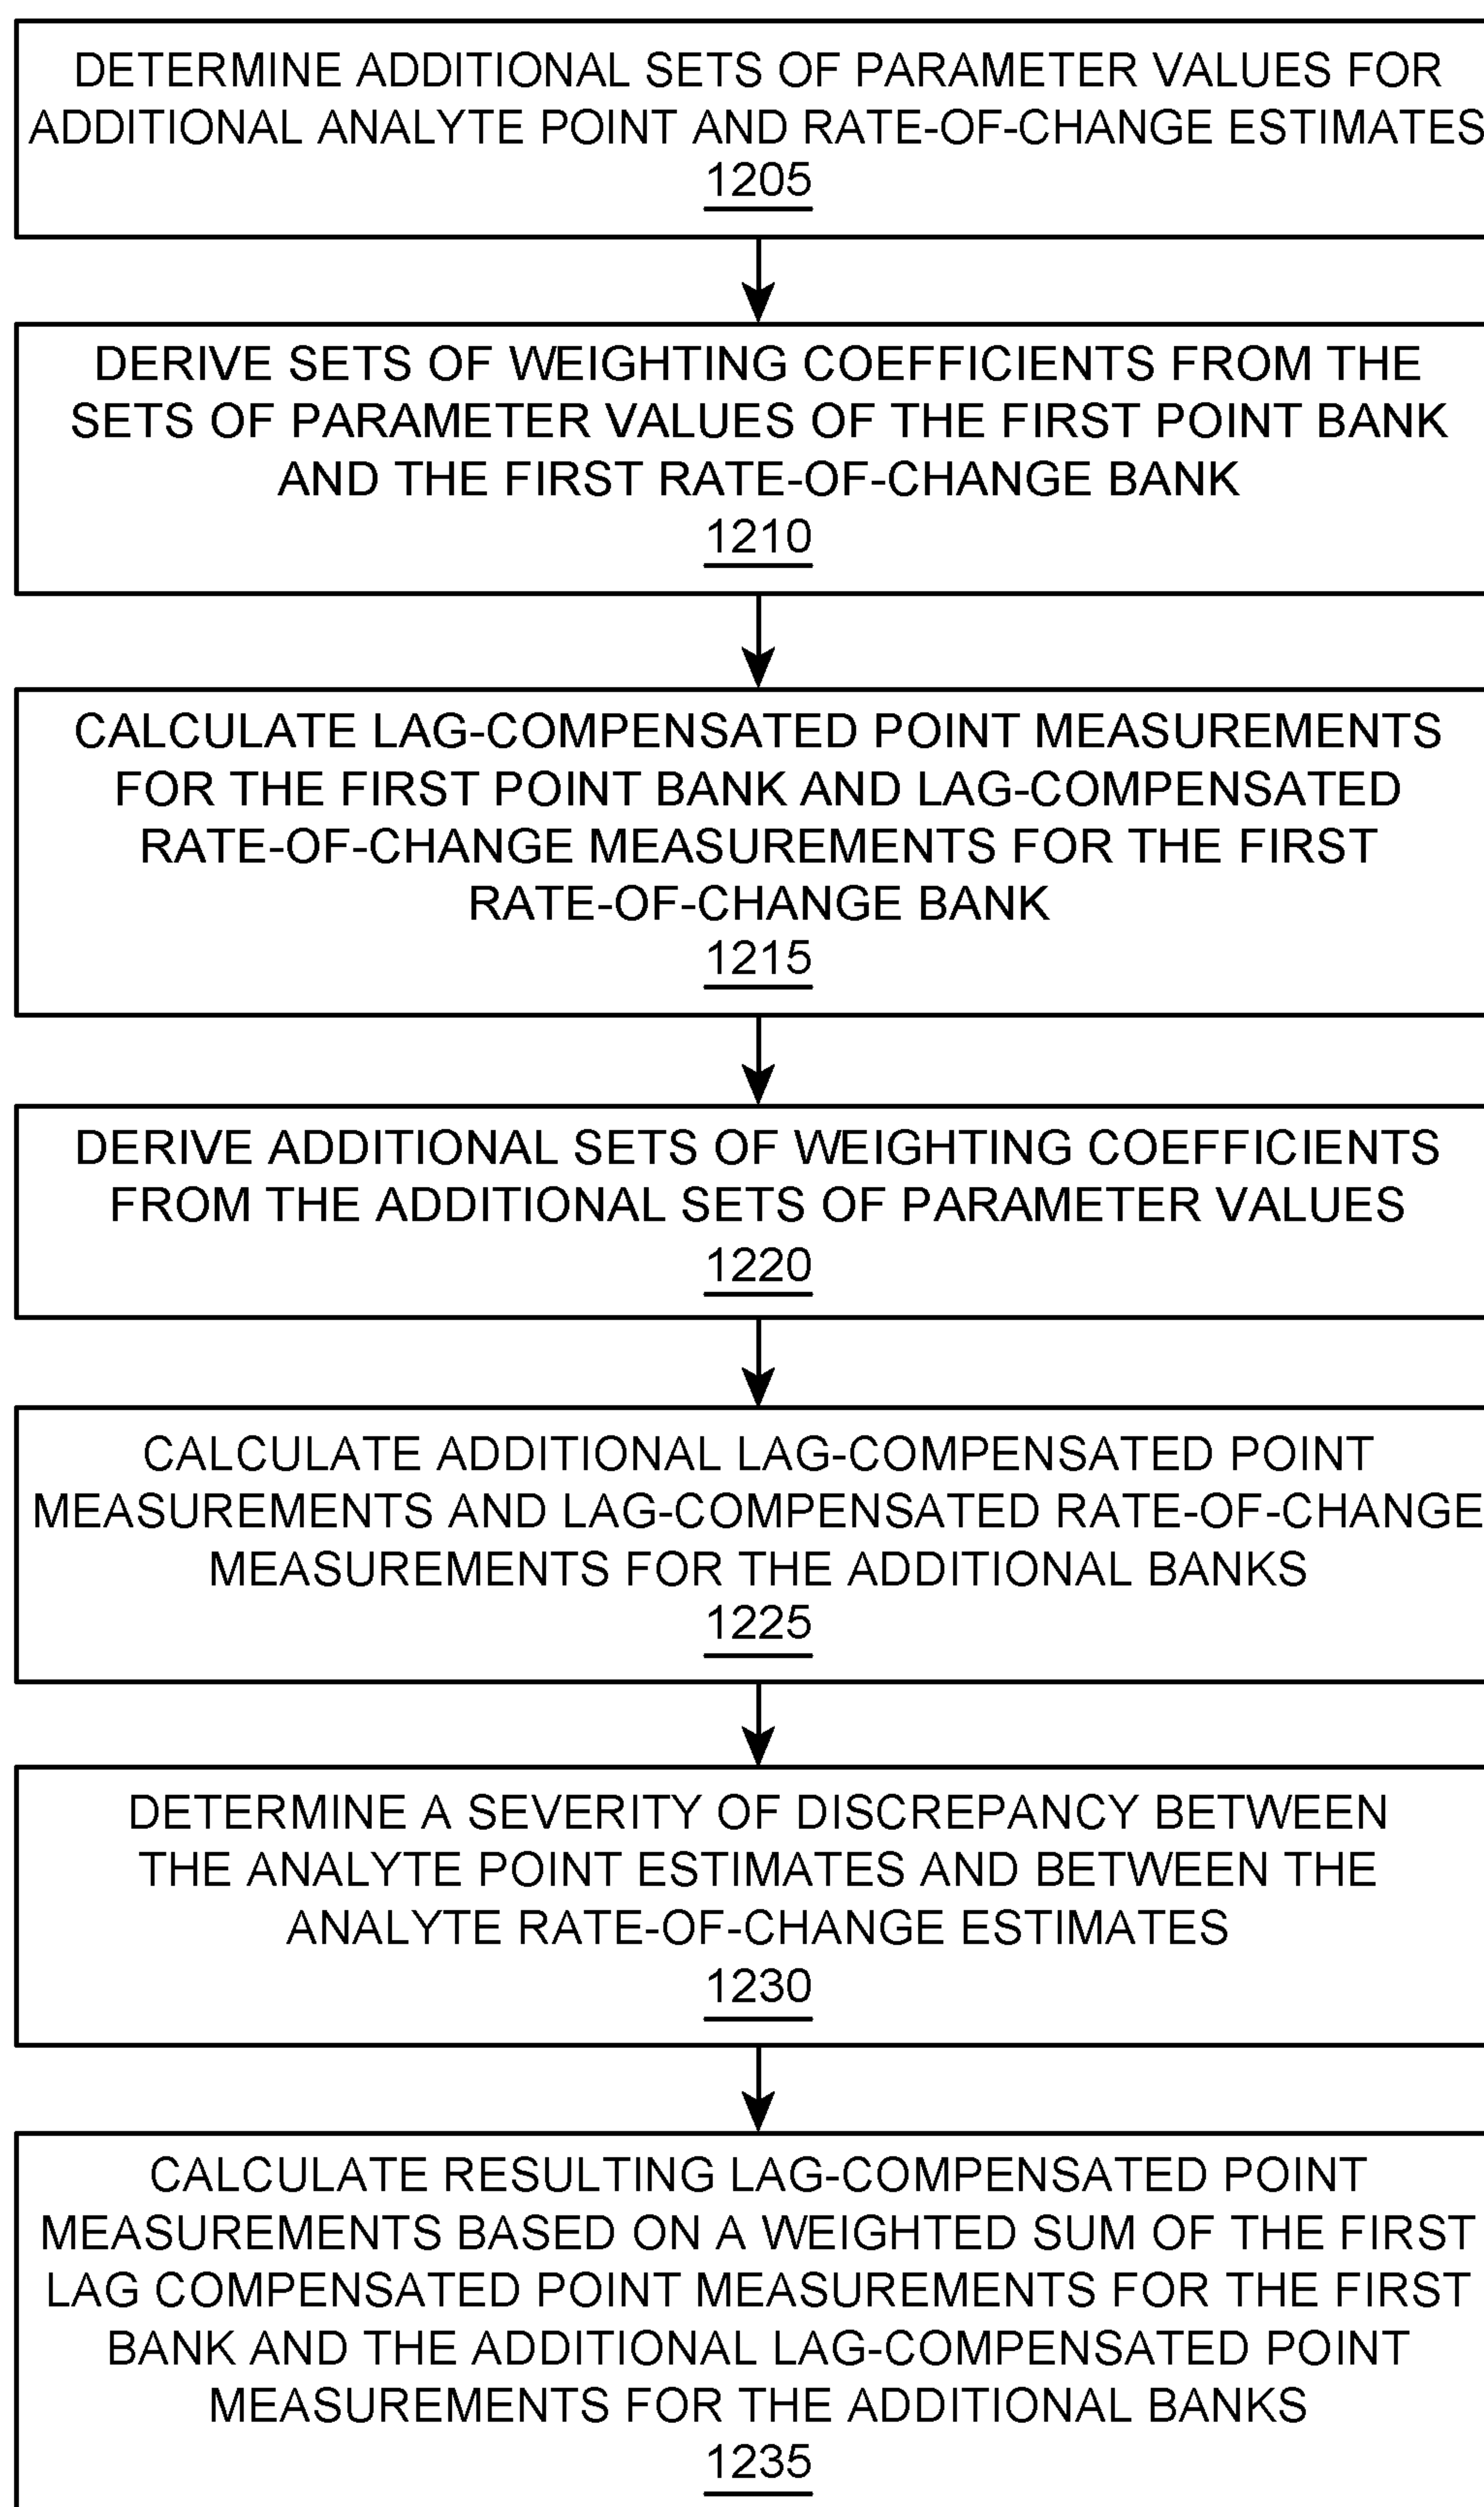 DETERMINE ADDITIONAL SETS OF PARAMETER VALUES FOR
ADDITIONAL ANALYTE POINT AND RATE-OF-CHANGE ESTIMATES
1205
DERIVE SETS OF WEIGHTING COEFFICIENTS FROM THE
SETS OF PARAMETER VALUES OF THE FIRST POINT BANK
AND THE FIRST RATE-OF-CHANGE BANK
1210
CALCULATE LAG-COMPENSATED POINT MEASUREMENTS
FOR THE FIRST POINT BANK AND LAG-COMPENSATED
RATE-OF-CHANGE MEASUREMENTS FOR THE FIRST
RATE-OF-CHANGE BANK
1215
DERIVE ADDITIONAL SETS OF WEIGHTING COEFFICIENTS
FROM THE ADDITIONAL SETS OF PARAMETER VALUES
1220
CALCULATE ADDITIONAL LAG-COMPENSATED POINT
MEASUREMENTS AND LAG-COMPENSATED RATE-OF-CHANGE
MEASUREMENTS FOR THE ADDITIONAL BANKS
1225
DETERMINE A SEVERITY OF DISCREPANCY BETWEEN
THE ANALYTE POINT ESTIMATES AND BETWEEN THE
ANALYTE RATE-OF-CHANGE ESTIMATES
1230
CALCULATE RESULTING LAG-COMPENSATED POINT
MEASUREMENTS BASED ON A WEIGHTED SUM OF THE FIRST
LAG COMPENSATED POINT MEASUREMENTS FOR THE FIRST
BANK AND THE ADDITIONAL LAG-COMPENSATED POINT
MEASUREMENTS FOR THE ADDITIONAL BANKS
1235